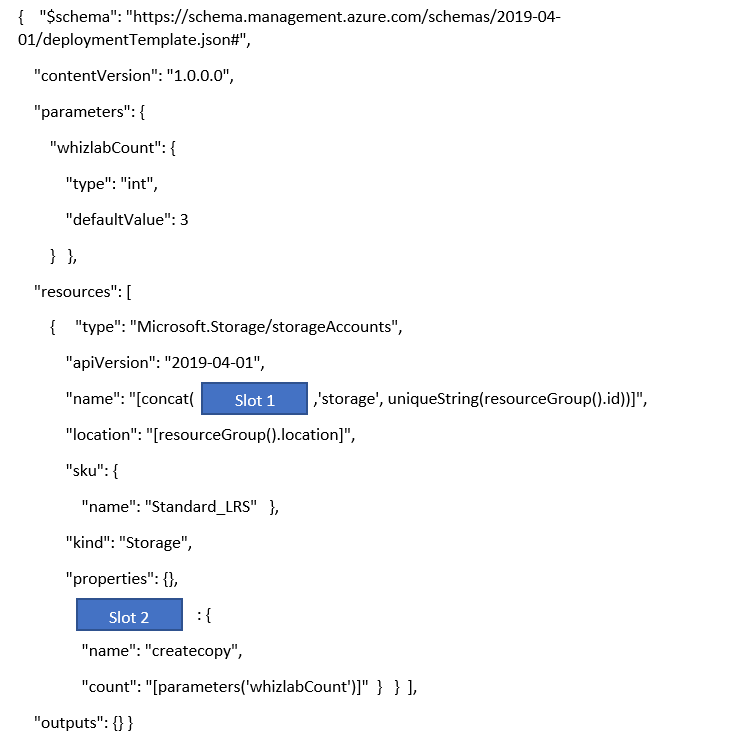 { "$schema": "https://schema.management.azure.com/schemas/2019-04-
01/deploymentTemplate.json#",
"contentVersion": "1.0.0.0",
"parameters": {
"whizlabCount": {
"type": "int",
"defaultValue": 3
} },
"resources": [
{ "type": "Microsoft.Storage/storageAccounts",
"apiVersion": "2019-04-01",
"name": "[concat( Slot 1 ,'storage', uniqueString(resourceGroup().id))]",
"location": "[resourceGroup().location]",
"sku": {
"name": "Standard_LRS" },
"kind": "Storage",
"properties": {},
Slot 2 : {
"name": "createcopy",
"count": "[parameters('whizlabCount')]" } } ],
"outputs": {} }